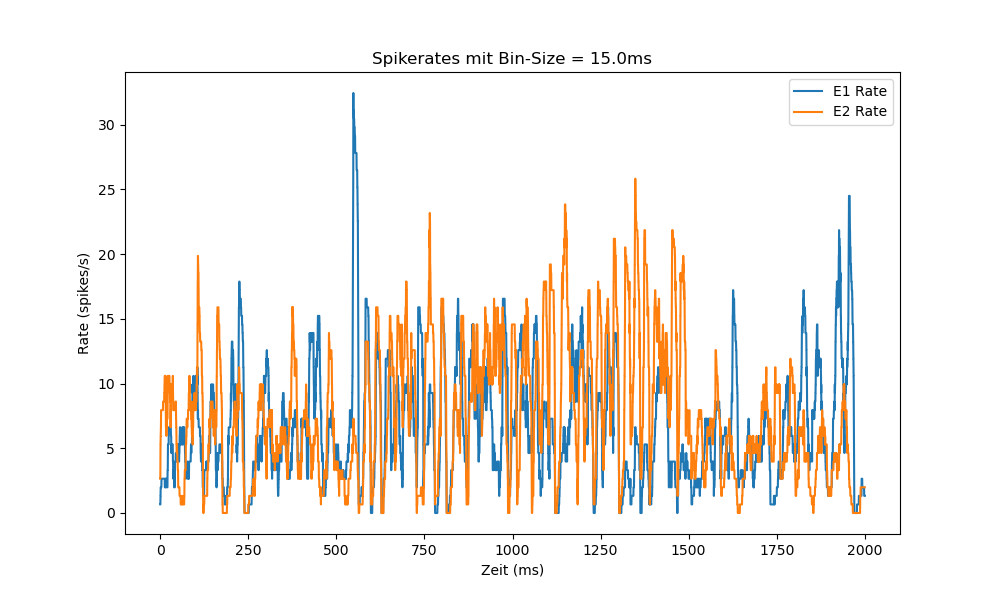 Spikerates mit Bin-Size = 15.0ms
E1 Rate
E2 Rate
Rate (spikes/s)
30
25
20
15
10
5
0
0 250 500 750 1000 1250 1500 1750 2000
Zeit (ms)